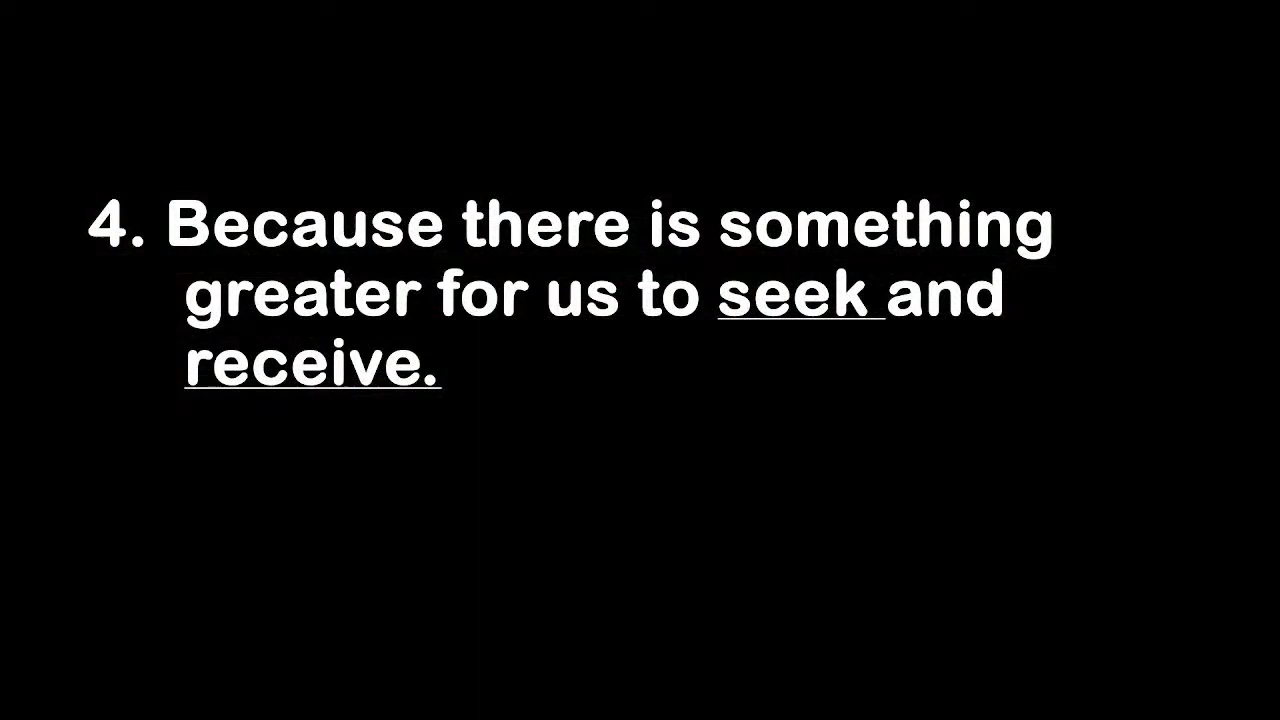 4. Because there is something
greater for us to seek and
receive.